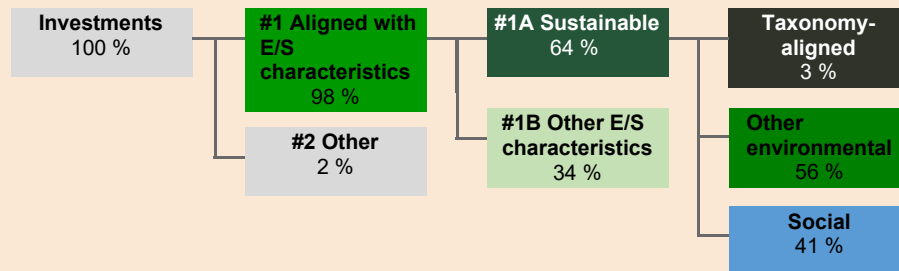 Investments
100 %
#1 Aligned with
E/S
characteristics
98 %
#2 Other
2 %
#1A Sustainable
64 %
#1B Other E/S
characteristics
34 %
Taxonomy-
aligned
3 %
Other
environmental
56 %
Social
41 %